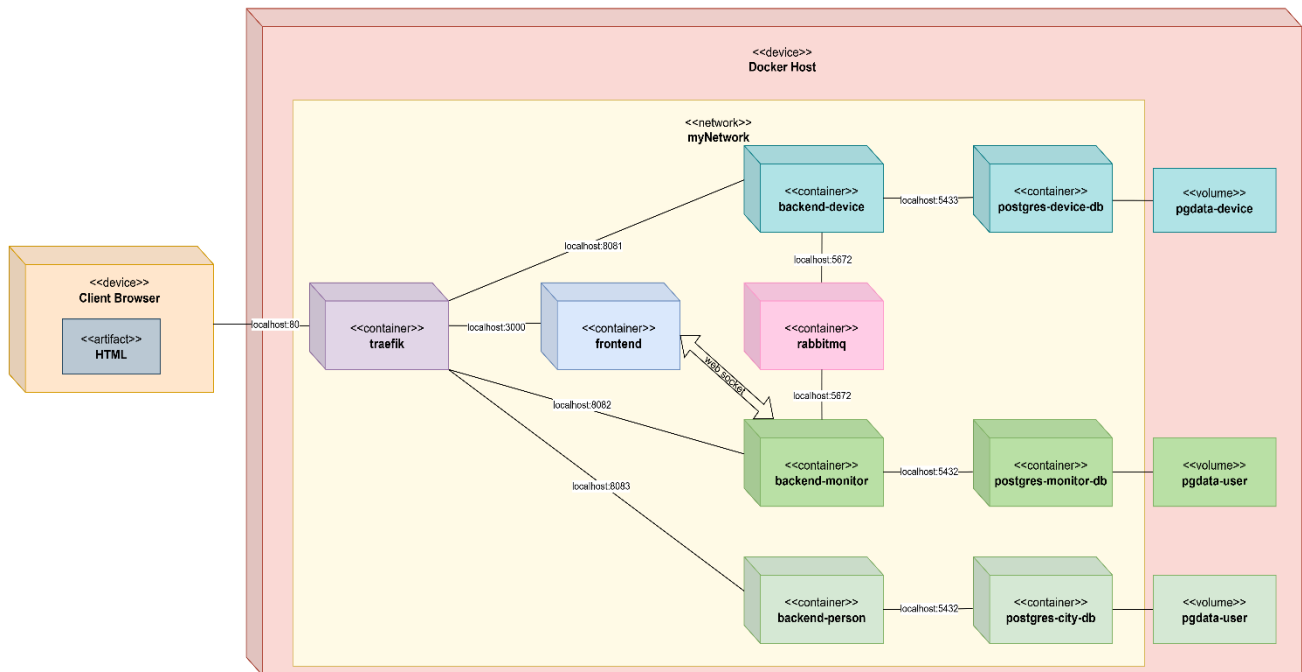 <<device>>
Docker Host
<<network>>
myNetwork
<<container>>
backend-device
localhost:5433
<<container>>
postgres-device-db
<<volume>>
pgdata-device
localhost:8081
localhost:5672
<<device>>
Client Browser
<<artifact>>
HTML
localhost:80
<<container>>
traefik
localhost:3000
<<container>>
frontend
<<container>>
rabbitmq
web socket
localhost:5672
localhost:8082
<<container>>
backend-monitor
localhost:5432
<<container>>
postgres-monitor-db
<<volume>>
pgdata-user
localhost:8083
<<container>>
backend-person
localhost:5432
<<container>>
postgres-city-db
<<volume>>
pgdata-user